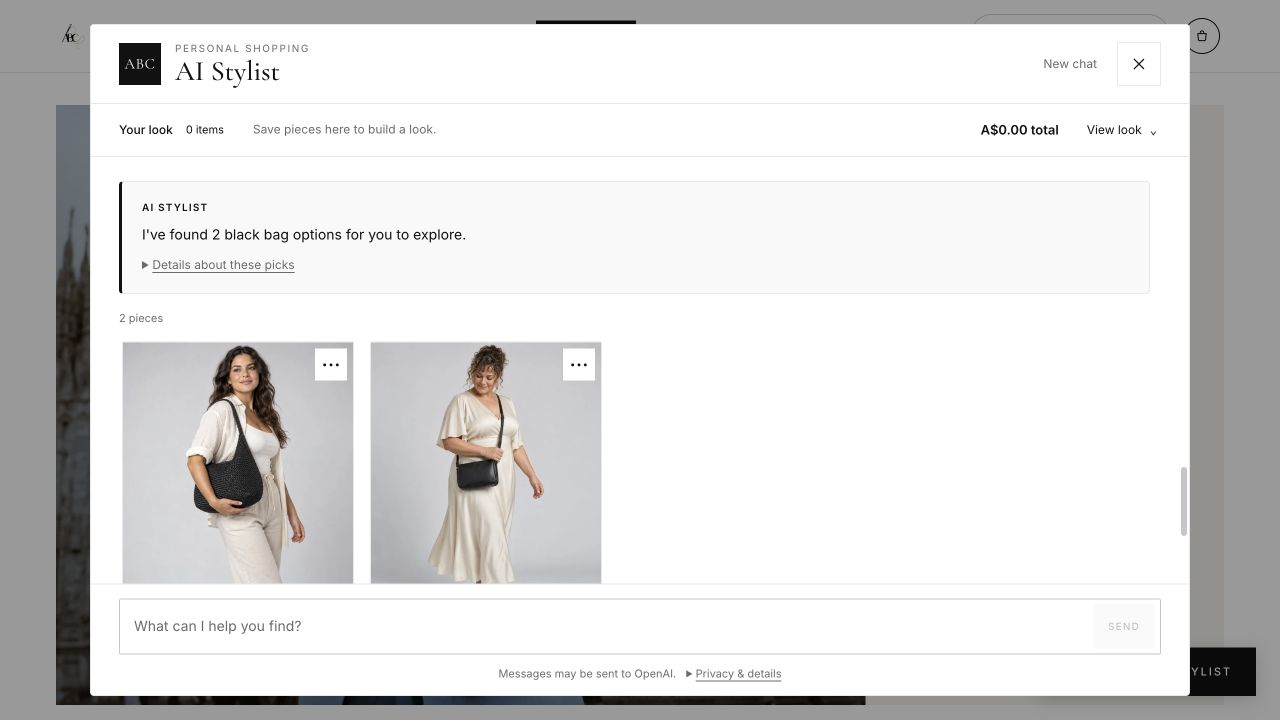 ABC
PERSONAL SHOPPING
AI Stylist
New chat
Your look 0 items Save pieces here to build a look. A$0.00 total View look
AI STYLIST
I've found 2 black bag options for you to explore.
Details about these picks
2 pieces
What can I help you find? SEND
Messages may be sent to OpenAI. Privacy & details
YLIST